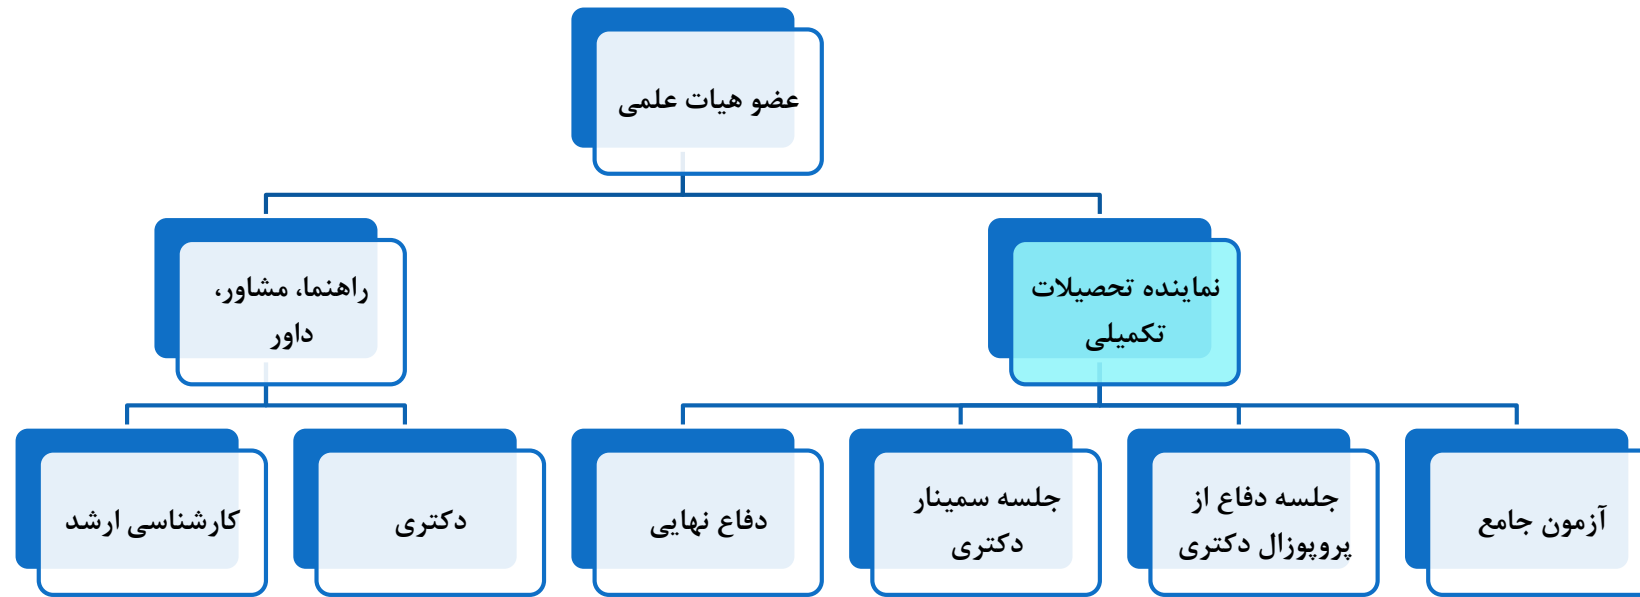 عضو هیات علمی
نماینده تحصیلات
تکمیلی
راهنما، مشاور،
داور
آزمون جامع
جلسه دفاع از
پروپوزال دکتری
جلسه سمینار
دکتری
دفاع نهایی
دکتری
کارشناسی ارشد